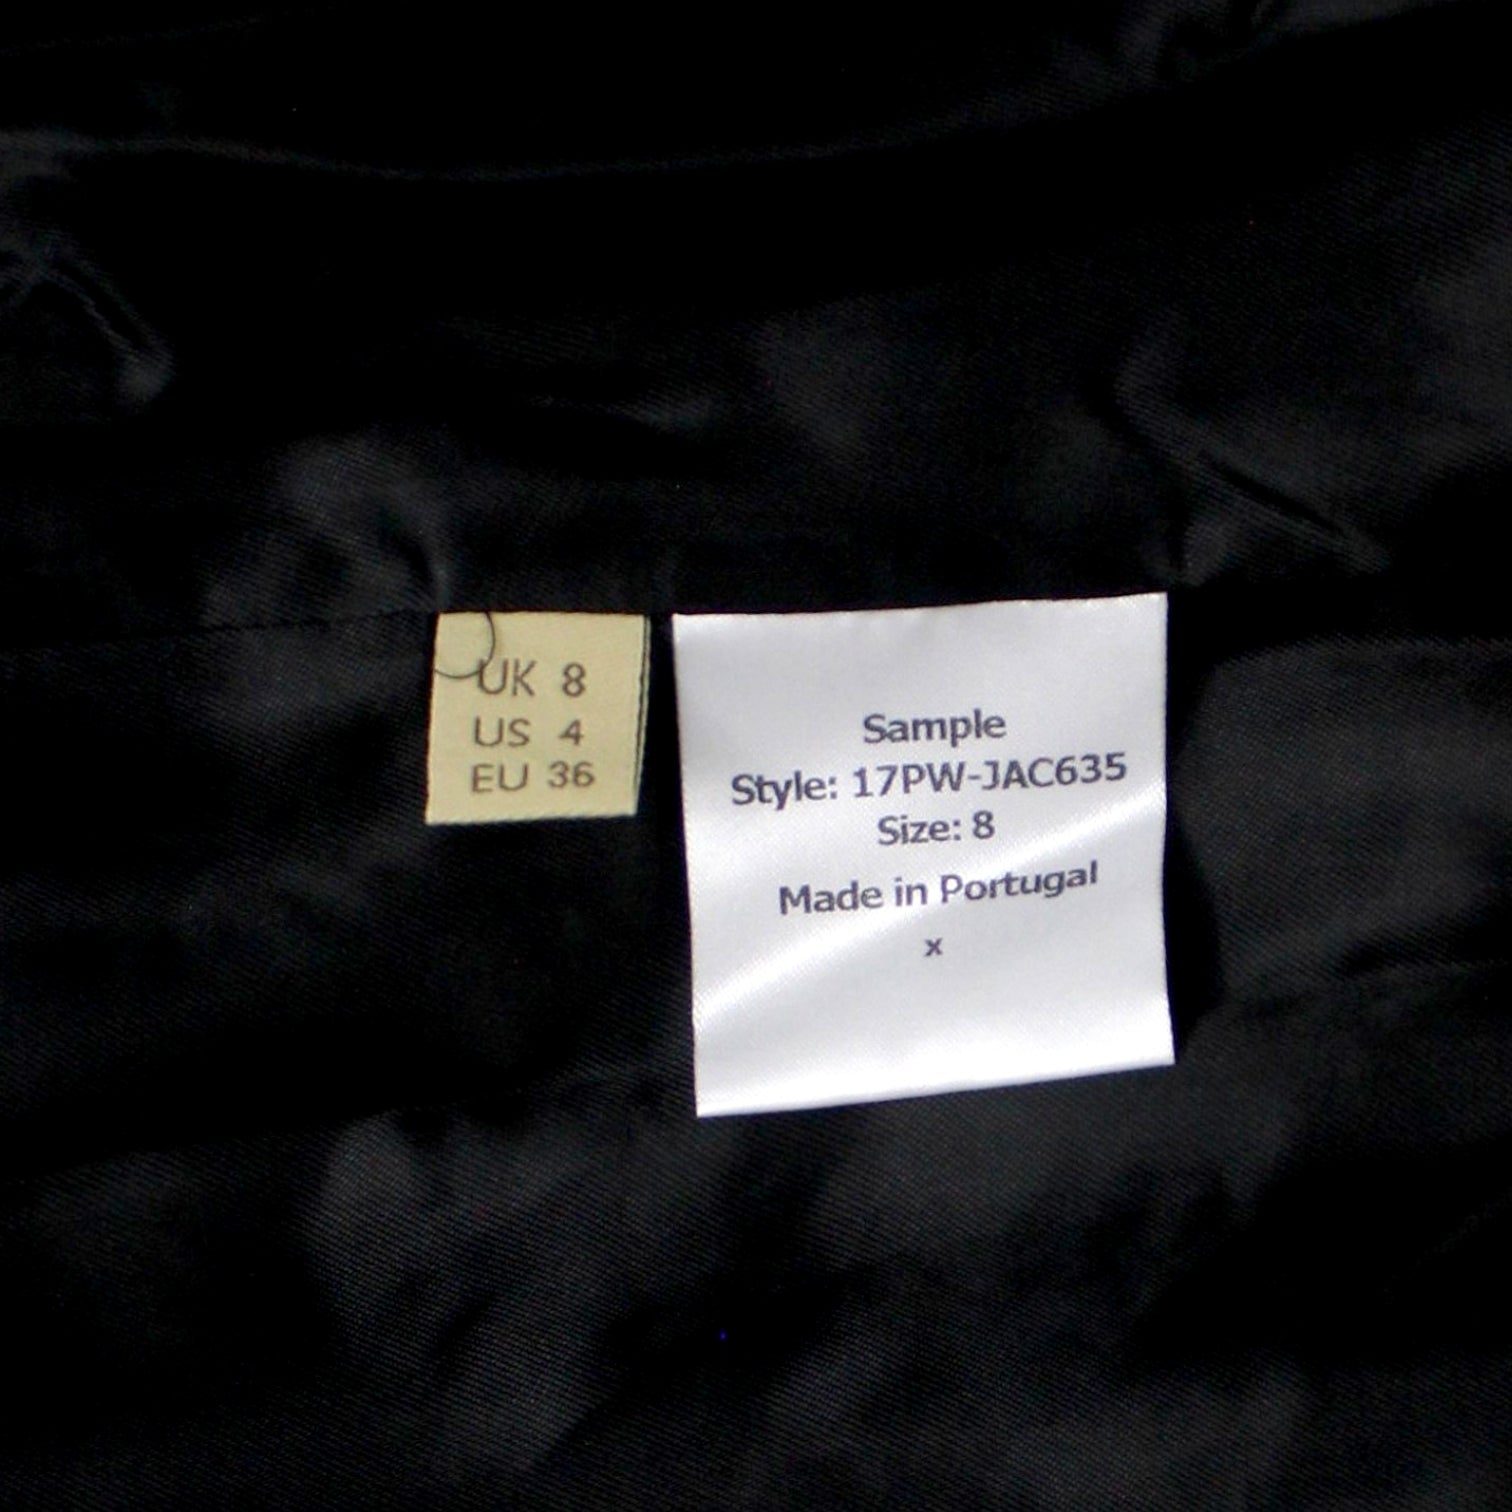 UK 8
US 4
EU 36
Sample
Style: 17PW-JAC635
Size: 8
Made in Portugal
x